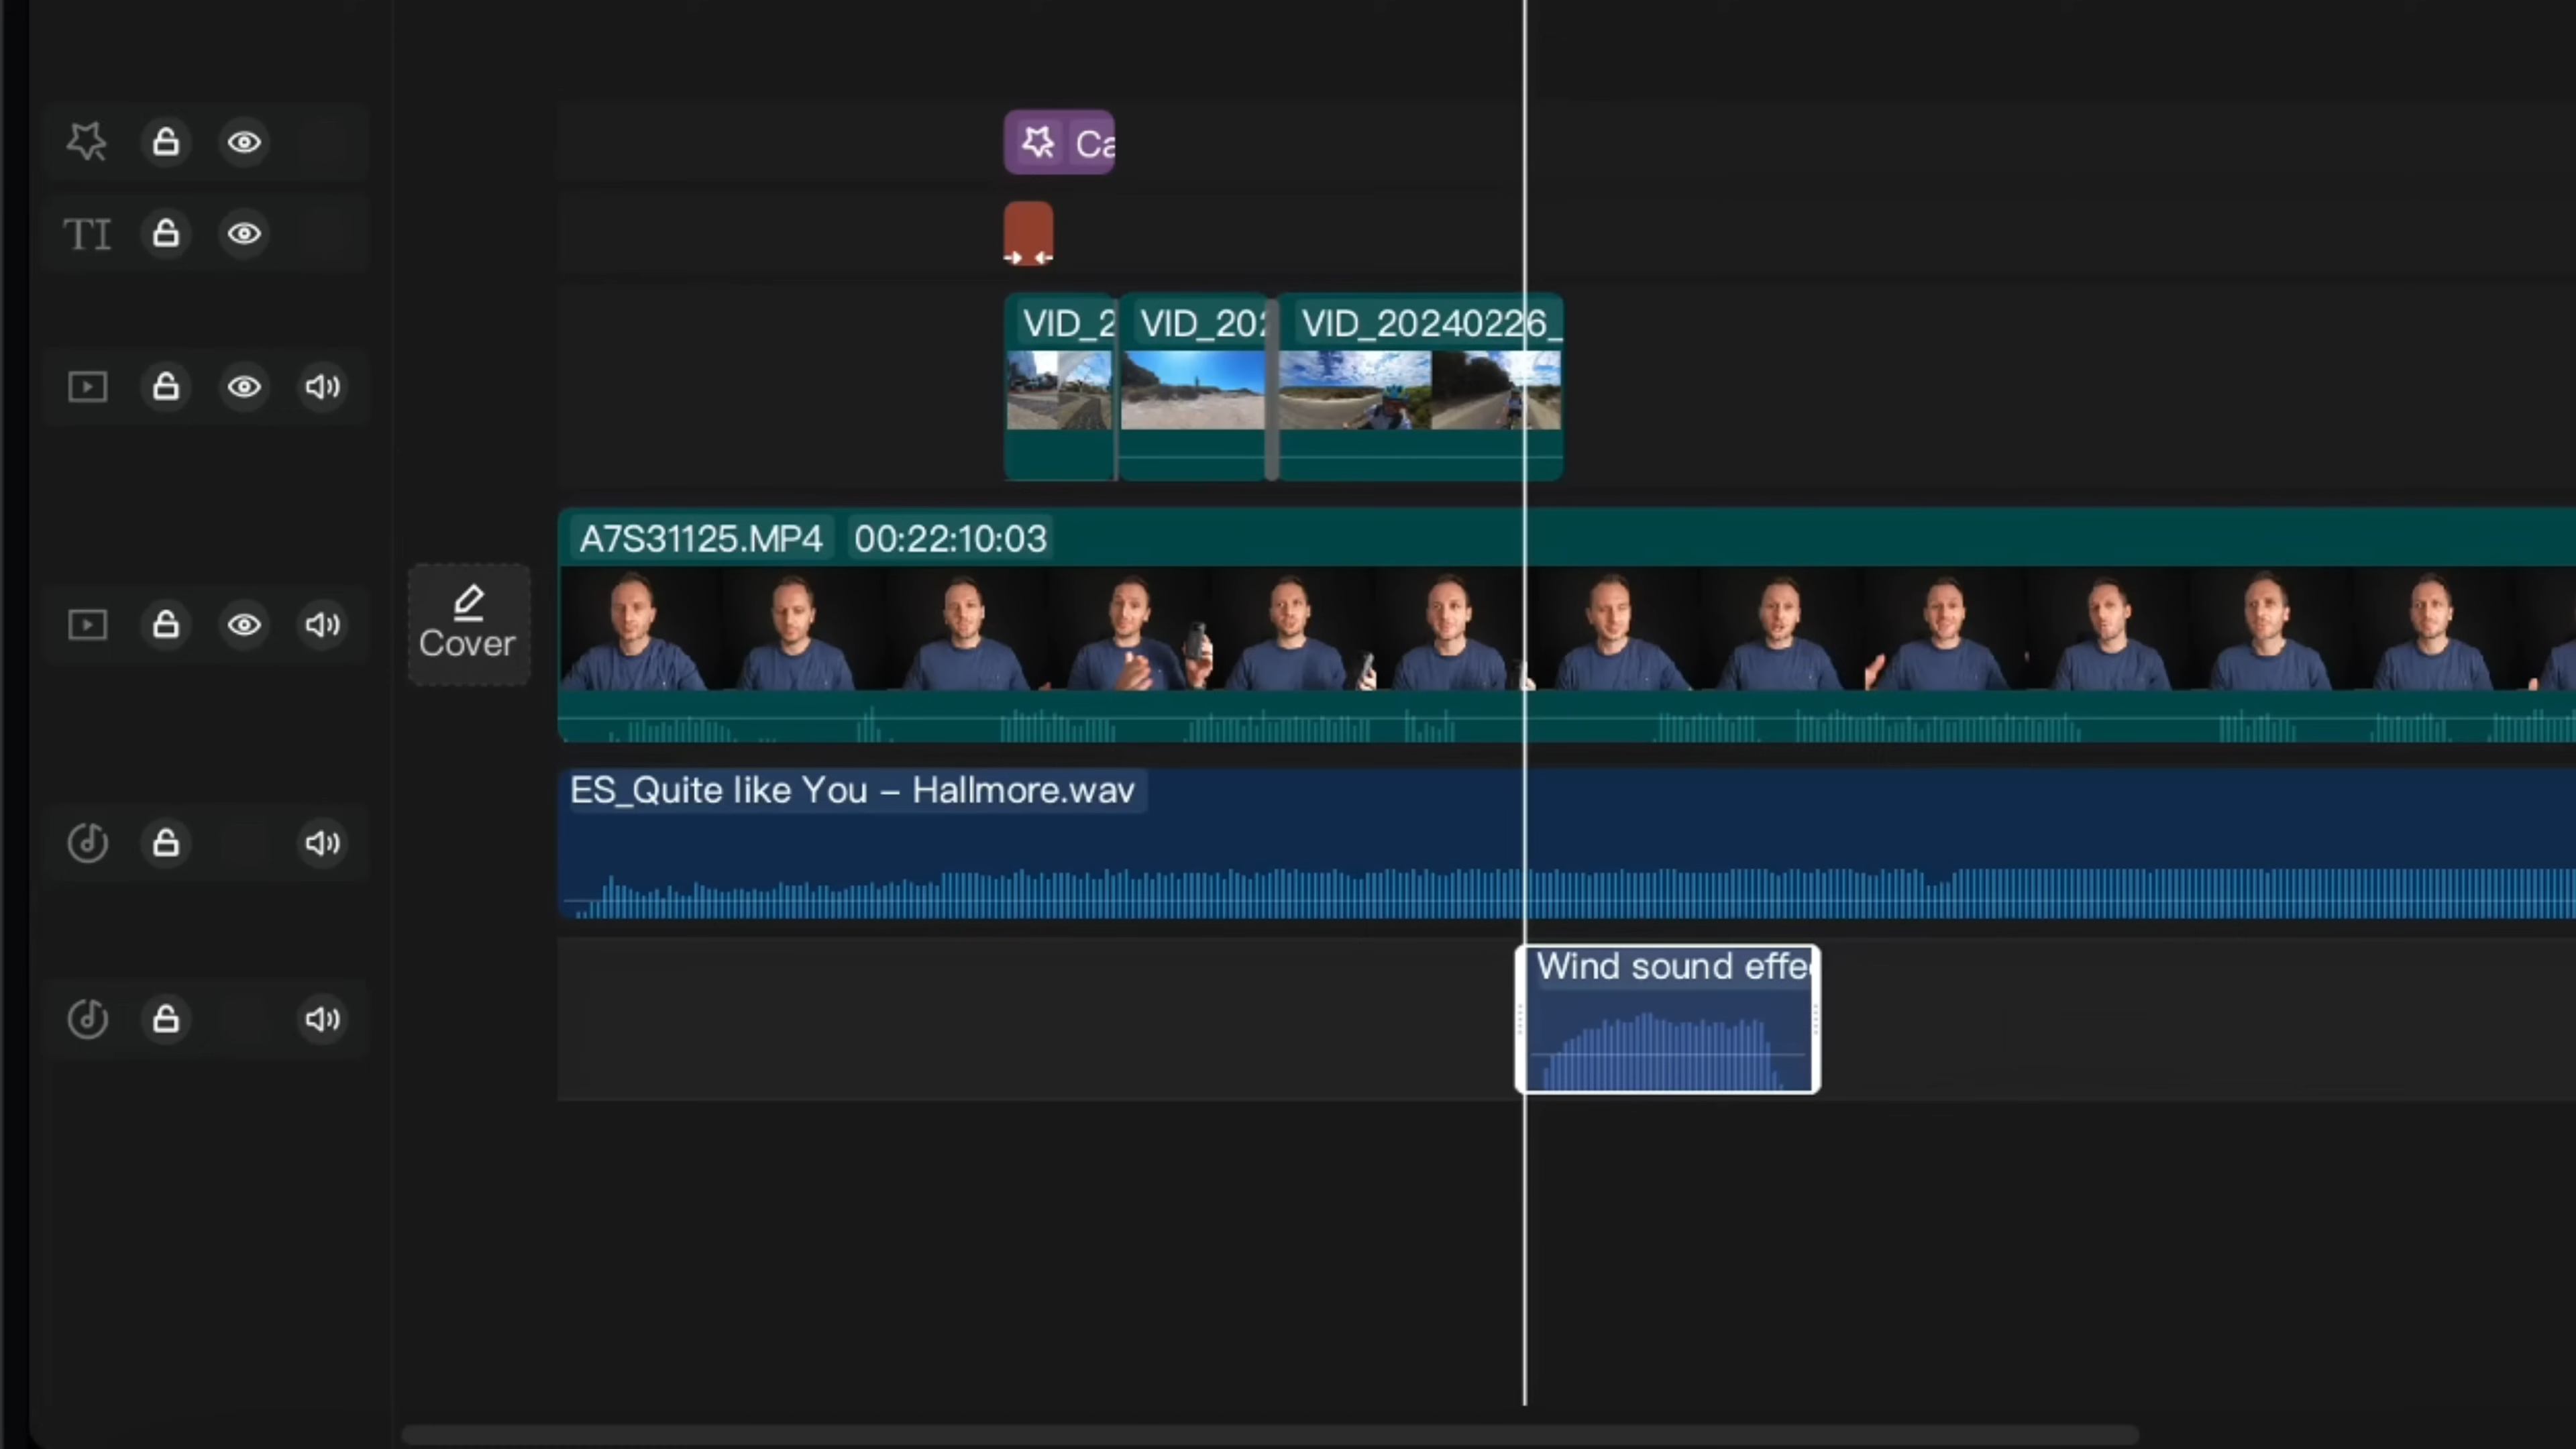 Ca
TI
VID_2
VID_202
VID_20240226_
A7S31125.MP4 00:22:10:03
Cover
ES_Quite like You – Hallmore.wav
Wind sound effe